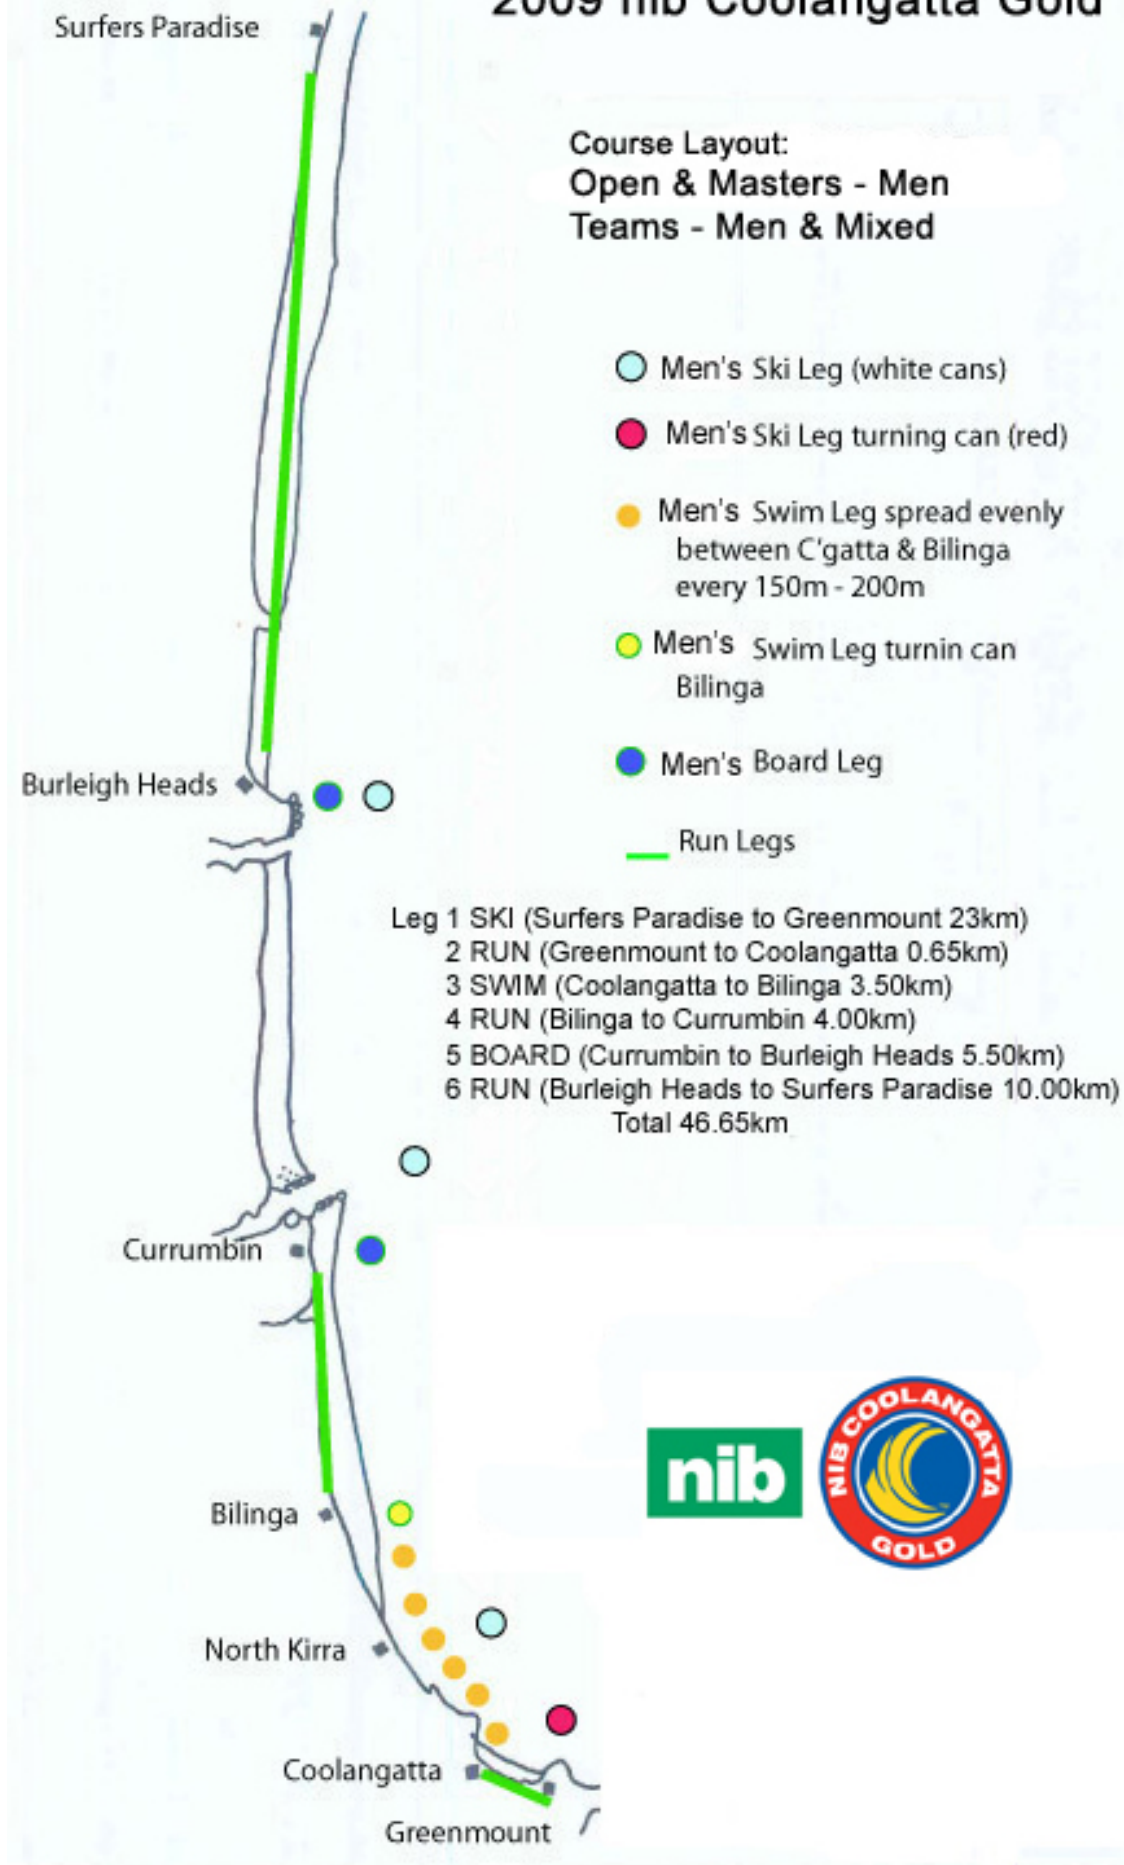 2009 nib Coolangatta Gold
Surfers Paradise
Course Layout:
Open & Masters - Men
Teams - Men & Mixed
Men's Ski Leg (white cans)
Men's Ski Leg turning can (red)
Men's Swim Leg spread evenly
between C'gatta & Bilinga
every 150m - 200m
Men's Swim Leg turnin can
Bilinga
Burleigh Heads
Men's Board Leg
Run Legs
Leg 1 SKI (Surfers Paradise to Greenmount 23km)
2 RUN (Greenmount to Coolangatta 0.65km)
3 SWIM (Coolangatta to Bilinga 3.50km)
4 RUN (Bilinga to Currumbin 4.00km)
5 BOARD (Currumbin to Burleigh Heads 5.50km)
6 RUN (Burleigh Heads to Surfers Paradise 10.00km)
Total 46.65km
Currumbin
nib
NIB COOLANGATTA
GOLD
Bilinga
North Kirra
Coolangatta
Greenmount